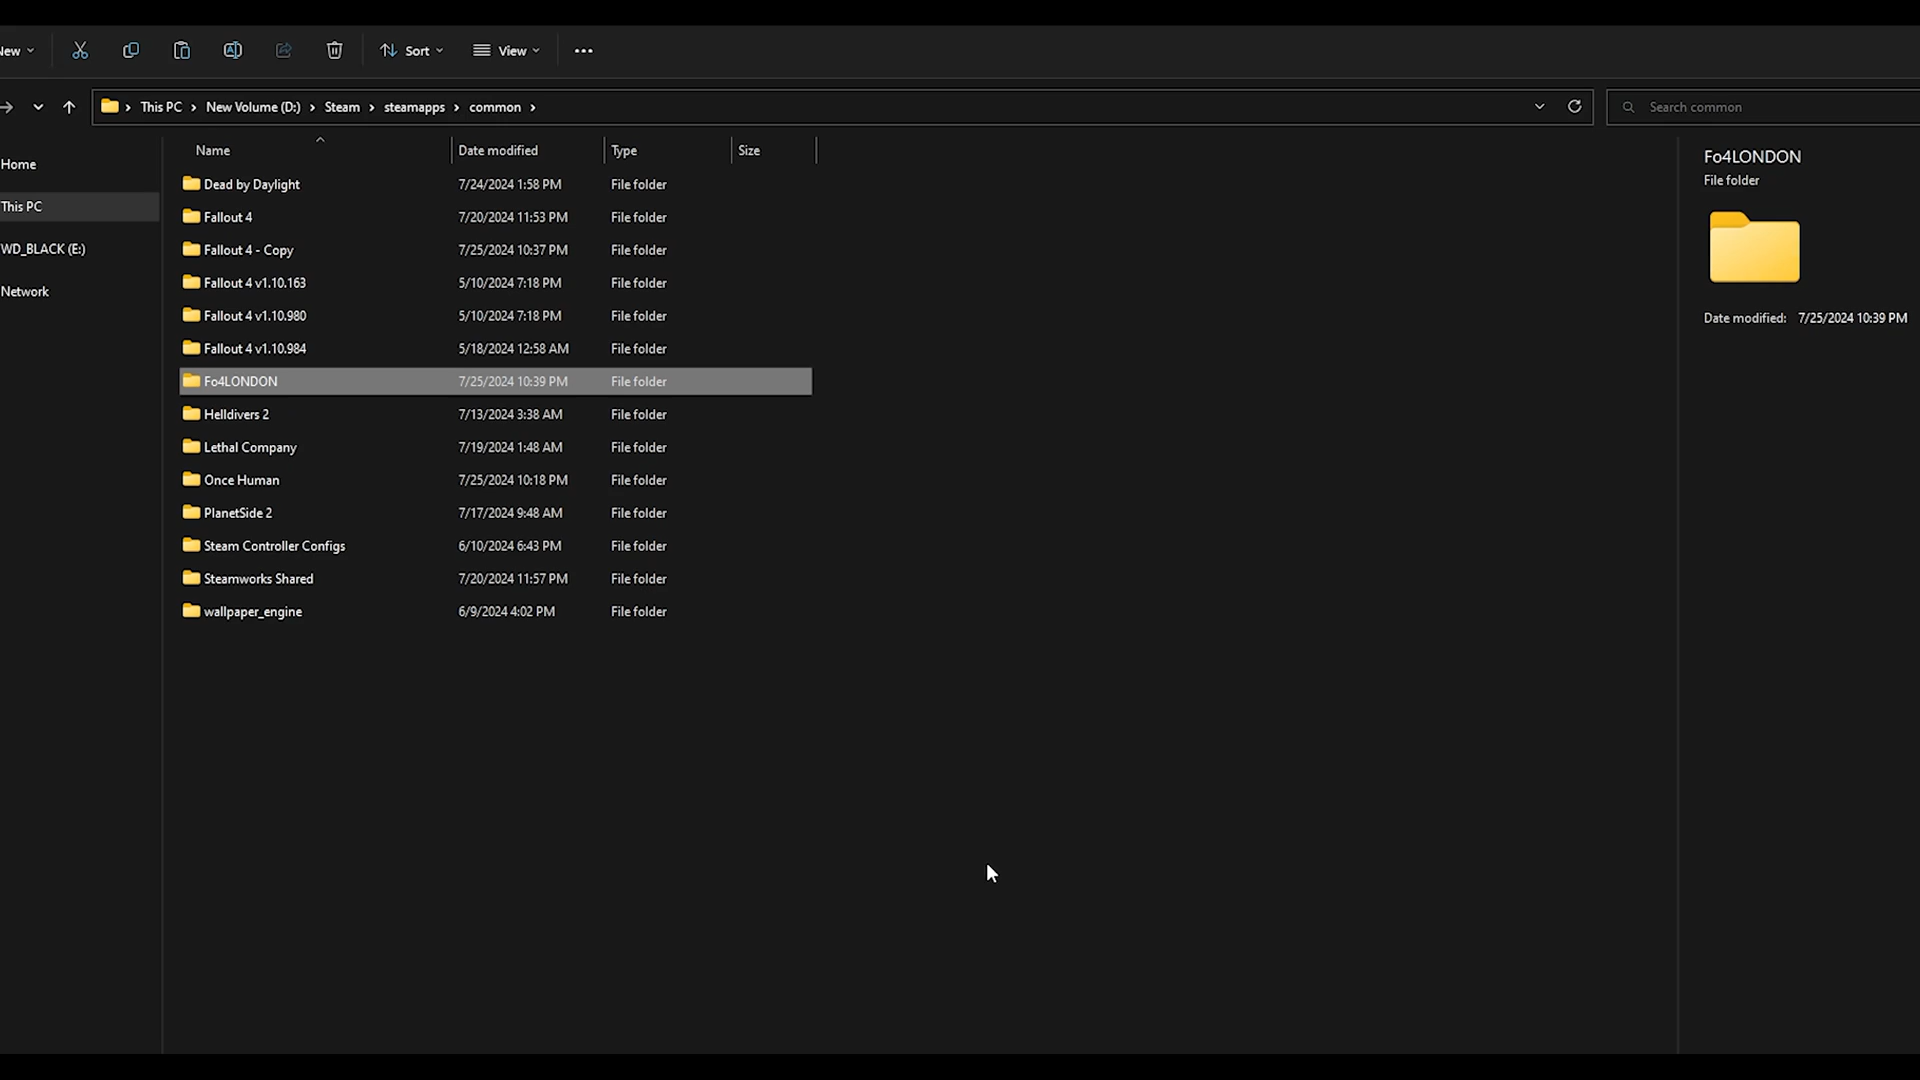 New
Sort
View
This PC > New Volume (D:) > Steam > steamapps > common >
Search common
Home
This PC
WD_BLACK (E:)
Network
Name Date modified Type Size
Dead by Daylight 7/24/2024 1:58 PM File folder
Fallout 4 7/20/2024 11:53 PM File folder
Fallout 4 - Copy 7/25/2024 10:37 PM File folder
Fallout 4 v1.10.163 5/10/2024 7:18 PM File folder
Fallout 4 v1.10.980 5/10/2024 7:18 PM File folder
Fallout 4 v1.10.984 5/18/2024 12:58 AM File folder
Fo4LONDON 7/25/2024 10:39 PM File folder
Helldivers 2 7/13/2024 3:38 AM File folder
Lethal Company 7/19/2024 1:48 AM File folder
Once Human 7/25/2024 10:18 PM File folder
PlanetSide 2 7/17/2024 9:48 AM File folder
Steam Controller Configs 6/10/2024 6:43 PM File folder
Steamworks Shared 7/20/2024 11:57 PM File folder
wallpaper_engine 6/9/2024 4:02 PM File folder
Fo4LONDON
File folder
Date modified: 7/25/2024 10:39 PM